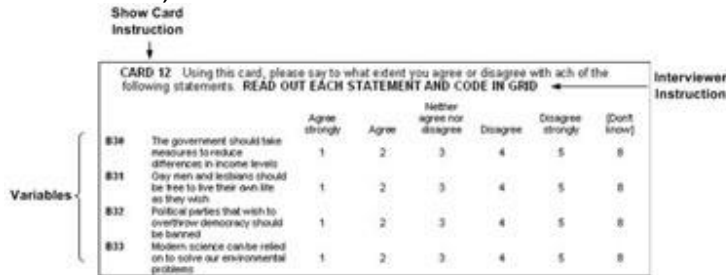 Show Card
Instruction
CARD 12 Using this card, please say to what extent you agree or disagree with ach of the
following statements. READ OUT EACH STATEMENT AND CODE IN GRID
Interviewer
Instruction
Agree strongly Agree Neither agree nor disagree Disagree Disagree strongly (Don't know)
B30 The government should take
measures to reduce
differences in income levels 1 2 3 4 5 8
B31 Gay men and lesbians should
be free to live their own life
as they wish 1 2 3 4 5 8
Variables
B32 Political parties that wish to
overthrow democracy should
be banned 1 2 3 4 5 8
B33 Modern science can be relied
on to solve our environmental
problems 1 2 3 4 5 8